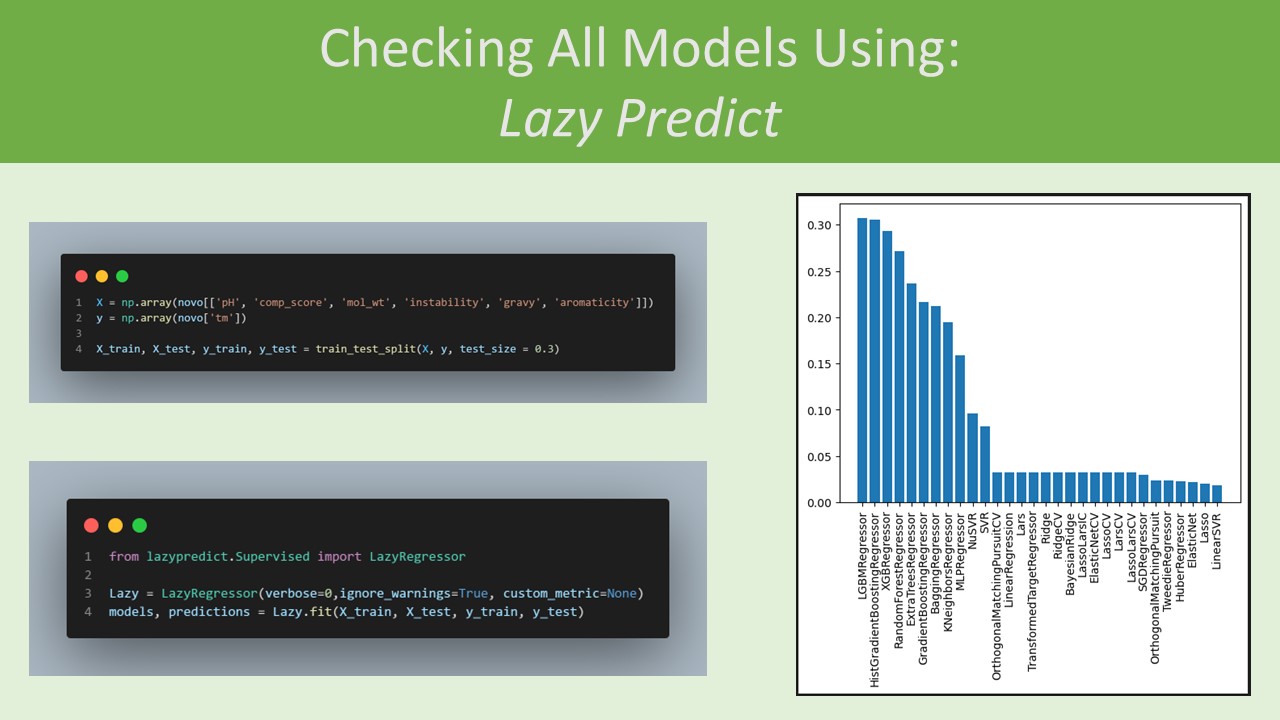 Checking All Models Using:
Lazy Predict
1 X = np.array(novo[['pH', 'comp_score', 'mol_wt', 'instability', 'gravy', 'aromaticity']])
2 y = np.array(novo['tm'])
3
4 X_train, X_test, y_train, y_test = train_test_split(X, y, test_size = 0.3)
1 from lazypredict.Supervised import LazyRegressor
2
3 Lazy = LazyRegressor(verbose=0,ignore_warnings=True, custom_metric=None)
4 models, predictions = Lazy.fit(X_train, X_test, y_train, y_test)
0.30
0.25
0.20
0.15
0.10
0.05
0.00
LGBMRegressor
HistGradientBoostingRegressor
XGBRegressor
RandomForestRegressor
ExtraTreesRegressor
GradientBoostingRegressor
BaggingRegressor
KNeighborsRegressor
MLPRegressor
NuSVR
SVR
OrthogonalMatchingPursuitCV
LinearRegression
Lars
TransformedTargetRegressor
Ridge
RidgeCV
BayesianRidge
LassoLarsIC
ElasticNetCV
LassoCV
LarsCV
LassoLarsCV
SGDRegressor
OrthogonalMatchingPursuit
TweedieRegressor
HuberRegressor
ElasticNet
Lasso
LinearSVR